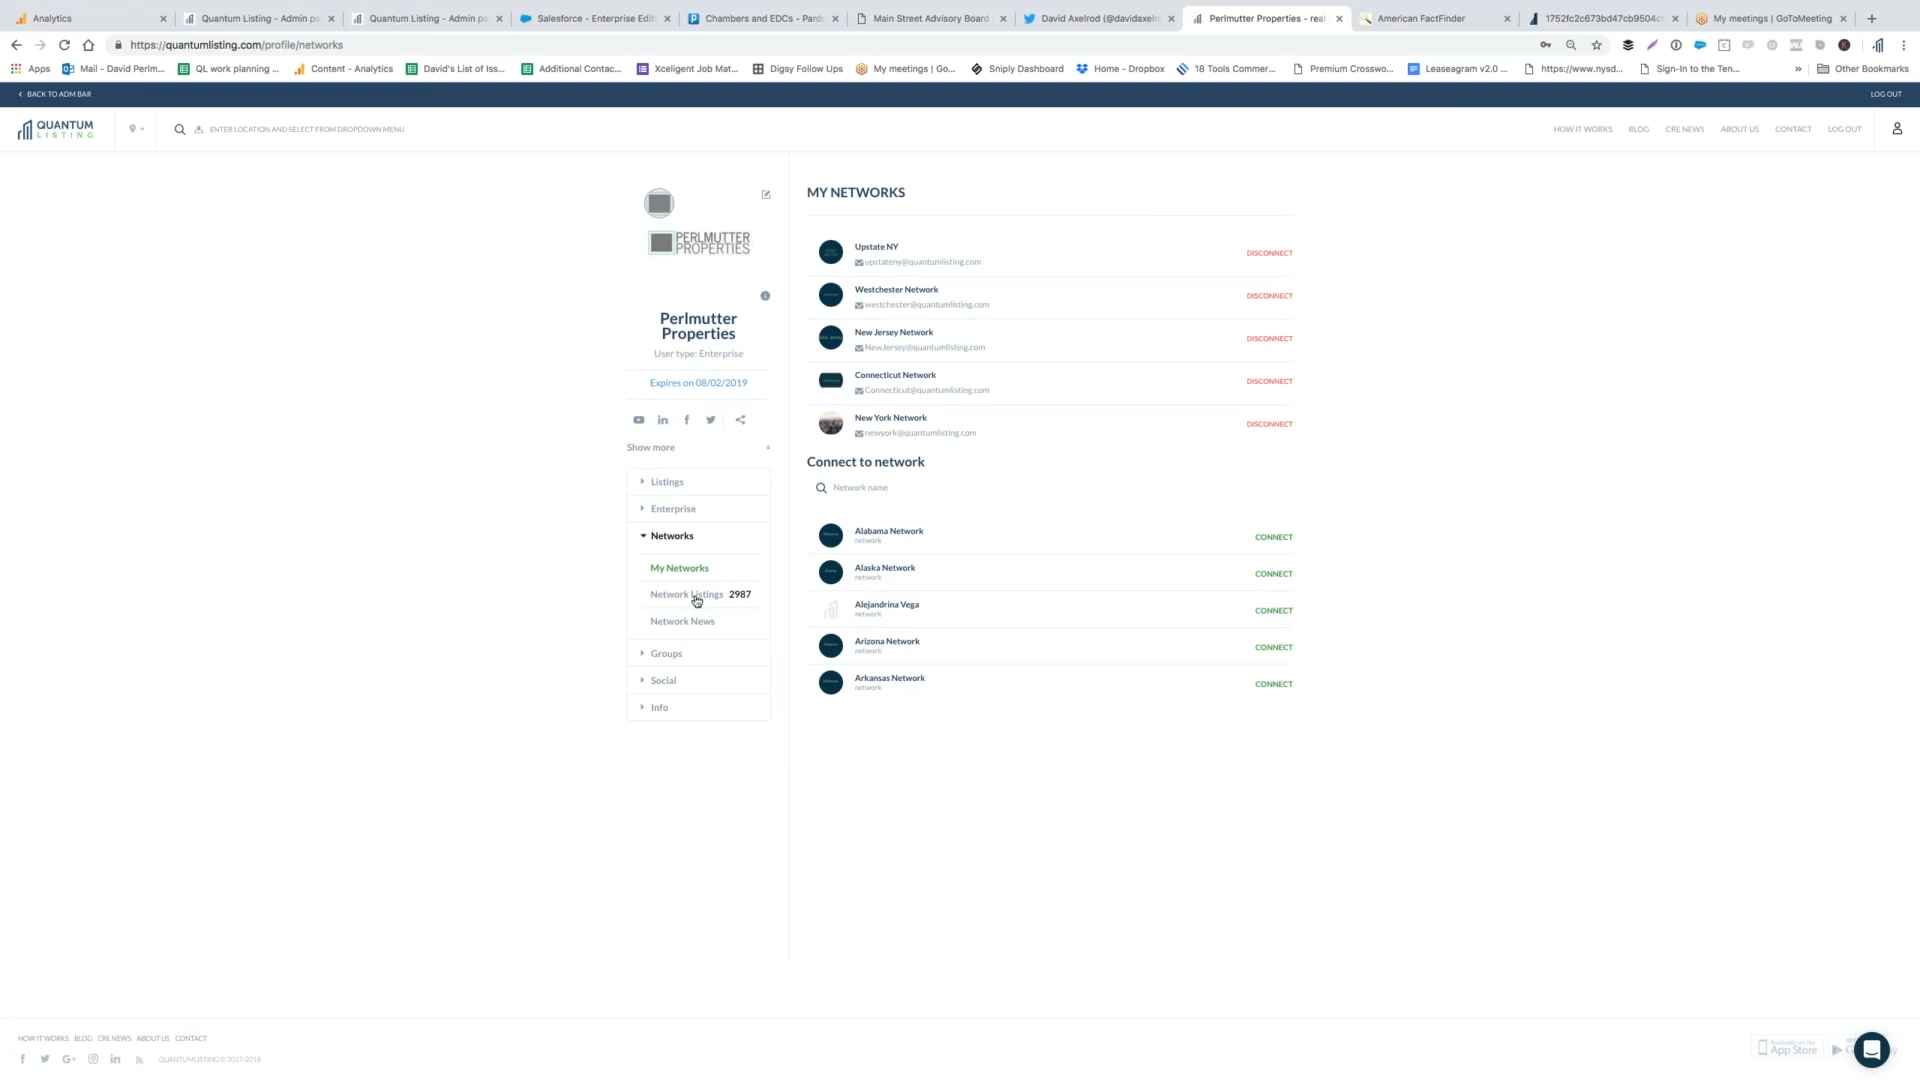 Analytics
Quantum Listing - Admin pa
Quantum Listing - Admin pa
Salesforce - Enterprise Edit
Chambers and EDCs - Pard
Main Street Advisory Board
David Axelrod (@davidaxelr
Perlmutter Properties - real
American FactFinder
1752fc2c673bd47cb9504c
My meetings | GoToMeeting
https://quantumlisting.com/profile/networks
Apps
Mail - David Perlm...
QL work planning ...
Content - Analytics
David's List of Iss...
Additional Contac...
Xceligent Job Mat...
Digsy Follow Ups
My meetings | Go...
Sniply Dashboard
Home - Dropbox
18 Tools Commer...
Premium Crosswo...
Leaseagram v2.0 ...
https://www.nysd...
Sign-In to the Ten...
»
Other Bookmarks
BACK TO ADM BAR
LOG OUT
QUANTUM
LISTING
ENTER LOCATION AND SELECT FROM DROPDOWN MENU
HOW IT WORKS
BLOG
CRE NEWS
ABOUT US
CONTACT
LOG OUT
PERLMUTTER
PROPERTIES
Perlmutter
Properties
User type: Enterprise
Expires on 08/02/2019
Show more
Listings
Enterprise
Networks
My Networks
Network Listings 2987
Network News
Groups
Social
Info
MY NETWORKS
Upstate NY
upstateny@quantumlisting.com
DISCONNECT
Westchester Network
westchester@quantumlisting.com
DISCONNECT
New Jersey Network
NewJersey@quantumlisting.com
DISCONNECT
Connecticut Network
Connecticut@quantumlisting.com
DISCONNECT
New York Network
newyork@quantumlisting.com
DISCONNECT
Connect to network
Network name
Alabama Network
network
CONNECT
Alaska Network
network
CONNECT
Alejandrina Vega
network
CONNECT
Arizona Network
network
CONNECT
Arkansas Network
network
CONNECT
HOW IT WORKS BLOG CRE NEWS ABOUT US CONTACT
QUANTUMLISTING © 2017-2018
Available on the
App Store